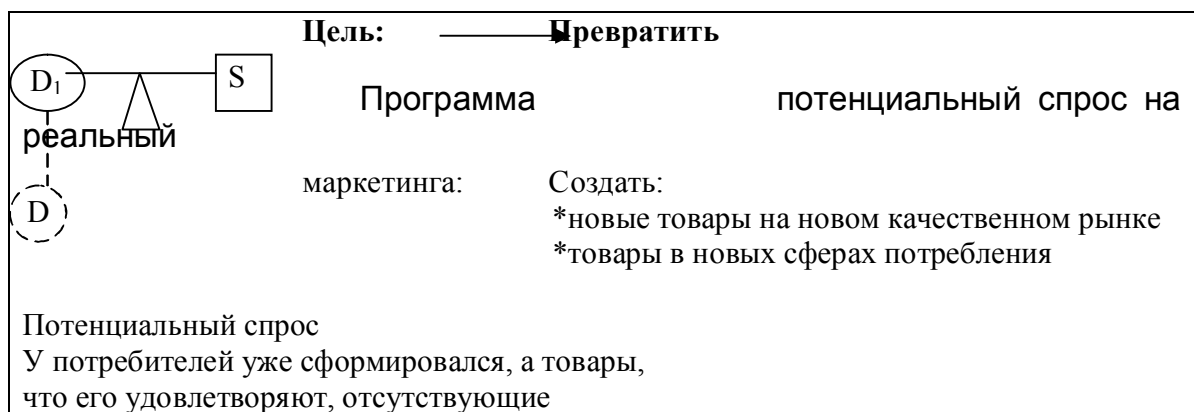 Цель: Превратить
D₁ S
Программа потенциальный спрос на
реальный
маркетинга: Создать:
D
*новые товары на новом качественном рынке
*товары в новых сферах потребления
Потенциальный спрос
У потребителей уже сформировался, а товары,
что его удовлетворяют, отсутствующие